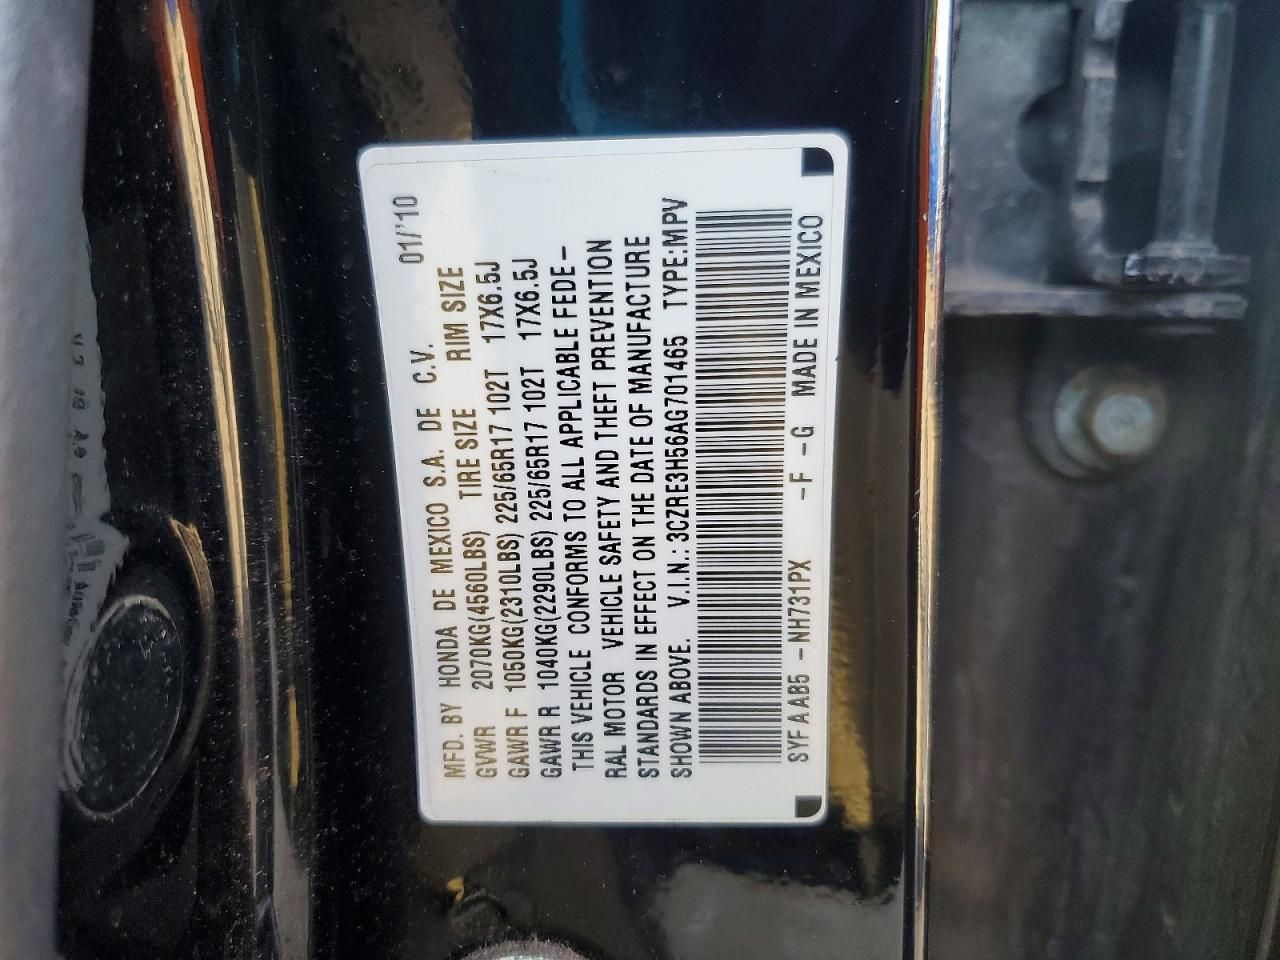 01/'10
MFD. BY HONDA DE MEXICO S.A. DE C.V.
GVWR 2070KG(4560LBS) TIRE SIZE RIM SIZE
GAWR F 1050KG(2310LBS) 225/65R17 102T 17X6.5J
GAWR R 1040KG(2290LBS) 225/65R17 102T 17X6.5J
THIS VEHICLE CONFORMS TO ALL APPLICABLE FEDE-
RAL MOTOR VEHICLE SAFETY AND THEFT PREVENTION
STANDARDS IN EFFECT ON THE DATE OF MANUFACTURE
SHOWN ABOVE. V.I.N.: 3CZRE3H56AG701465 TYPE:MPV
SYFAAB5 -NH731PX -F -G MADE IN MEXICO